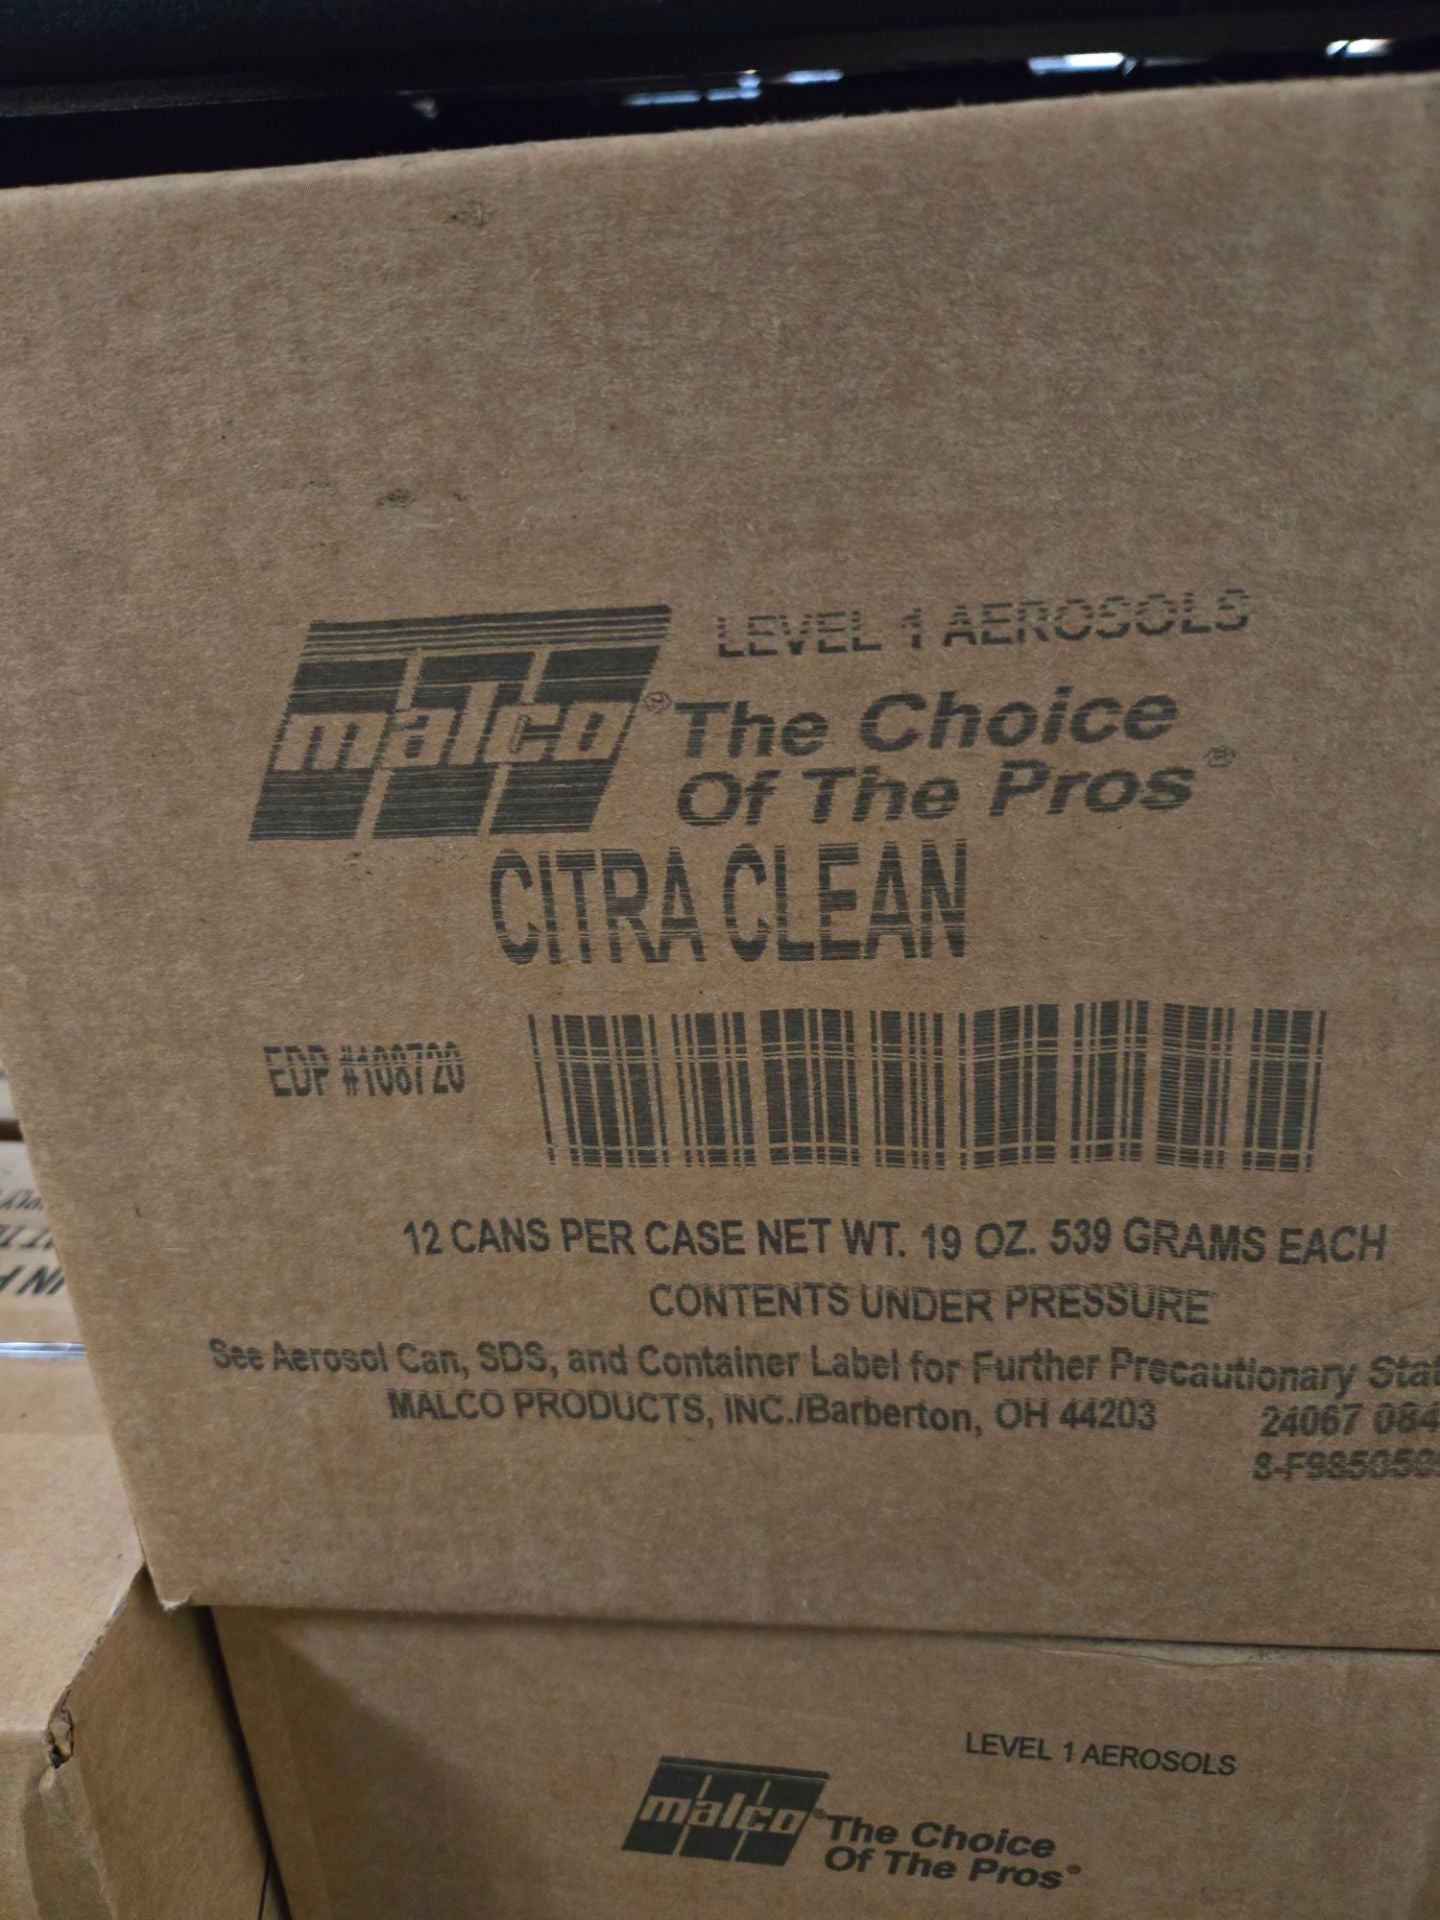 LEVEL 1 AEROSOLS
malco® The Choice
Of The Pros®
CITRA CLEAN
EDP #108720
12 CANS PER CASE NET WT. 19 OZ. 539 GRAMS EACH
CONTENTS UNDER PRESSURE
See Aerosol Can, SDS, and Container Label for Further Precautionary Stat
MALCO PRODUCTS, INC./Barberton, OH 44203 24067 084
LEVEL 1 AEROSOLS
malco® The Choice
Of The Pros®